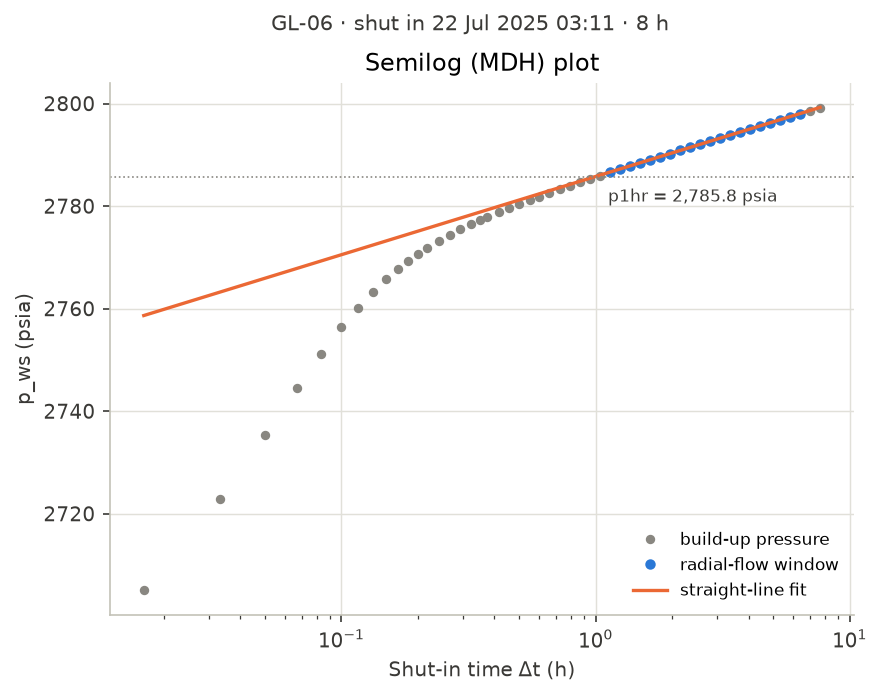 GL-06 · shut in 22 Jul 2025 03:11 · 8 h
Semilog (MDH) plot
p_ws (psia)
2800
2780
2760
2740
2720
p1hr = 2,785.8 psia
build-up pressure
radial-flow window
straight-line fit
10⁻¹
10⁰
10¹
Shut-in time Δt (h)